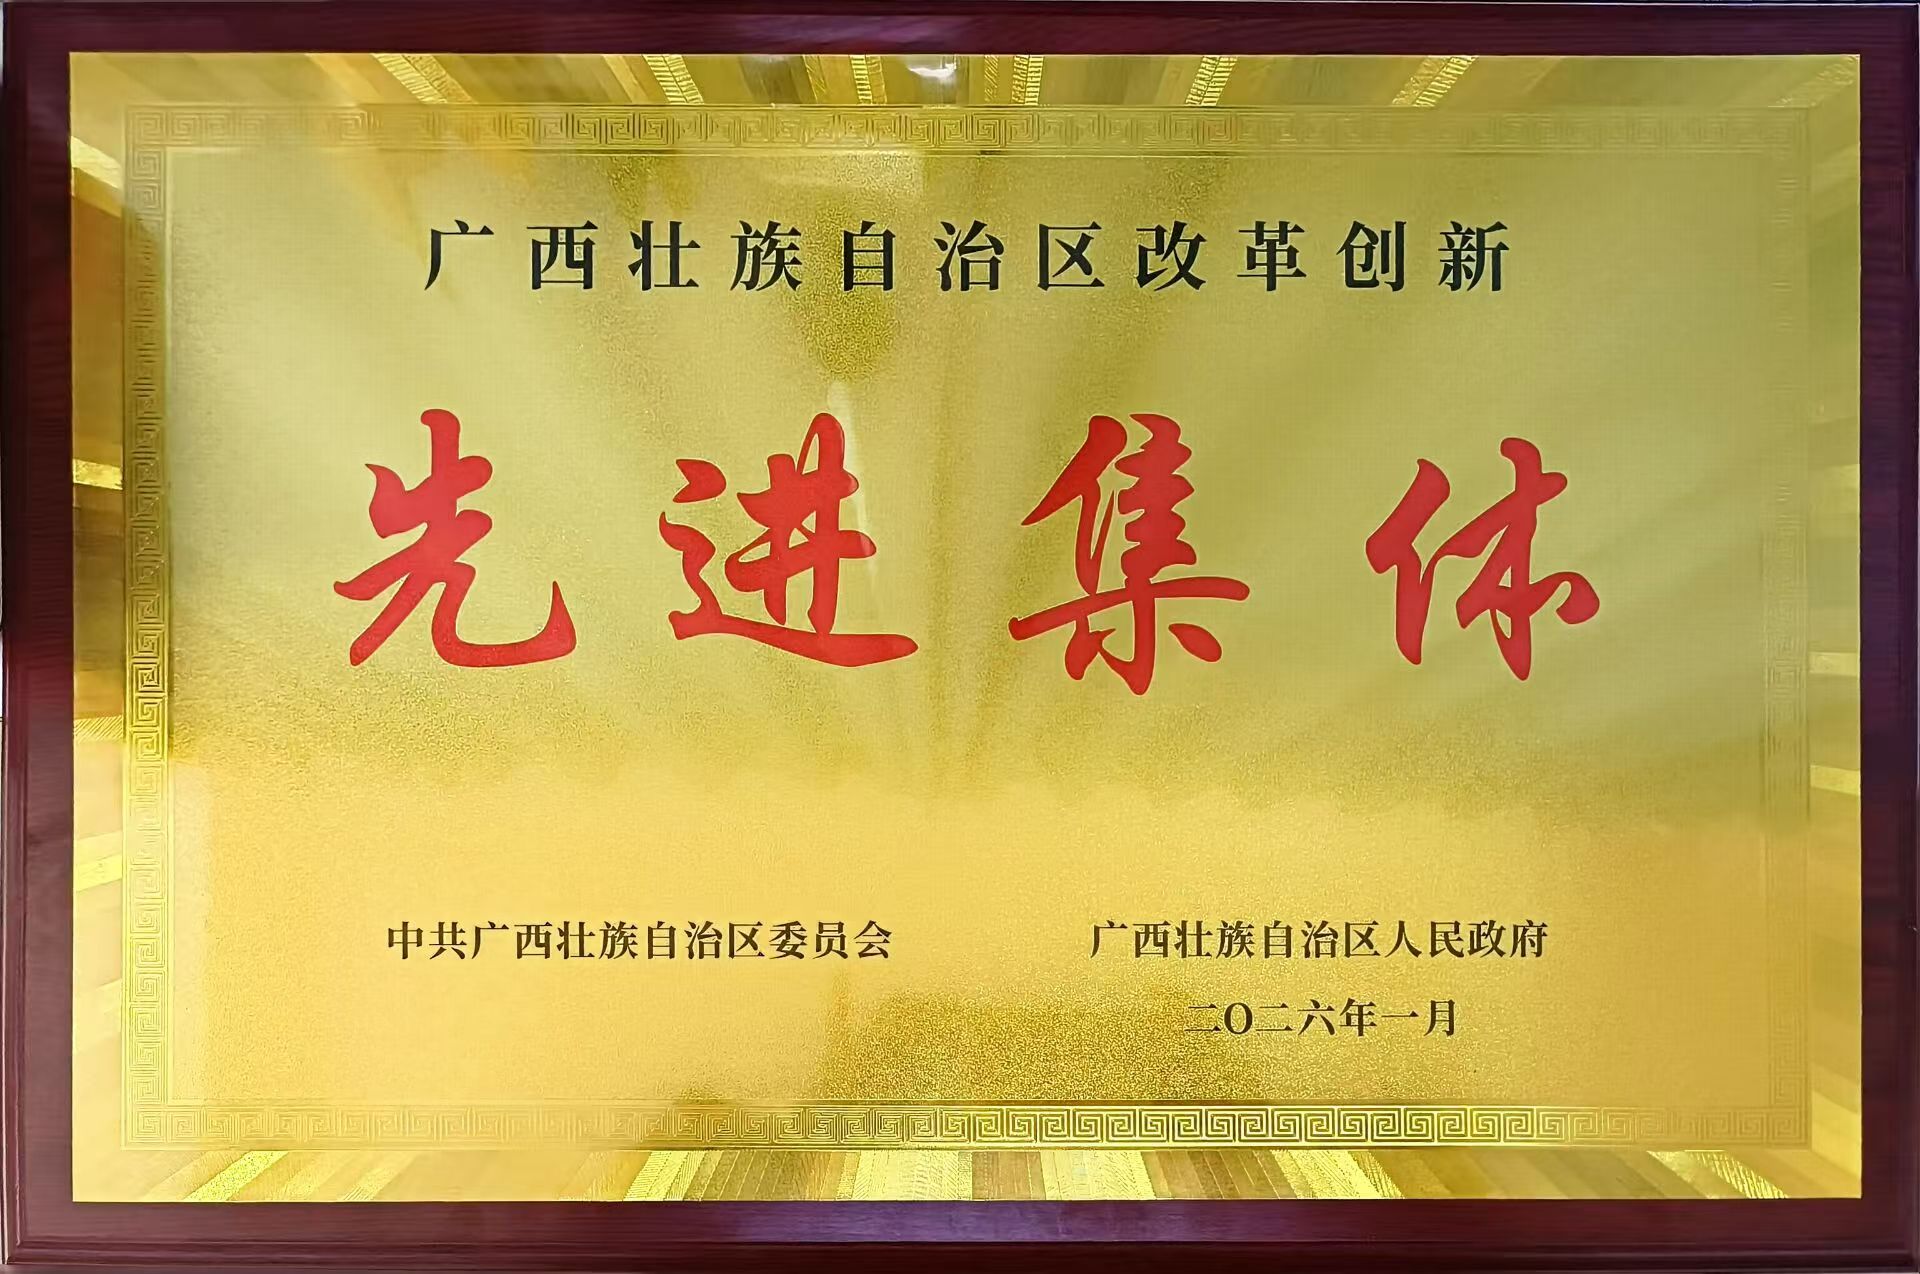 广西壮族自治区改革创新
先进集体
中共广西壮族自治区委员会 广西壮族自治区人民政府
二〇二六年一月